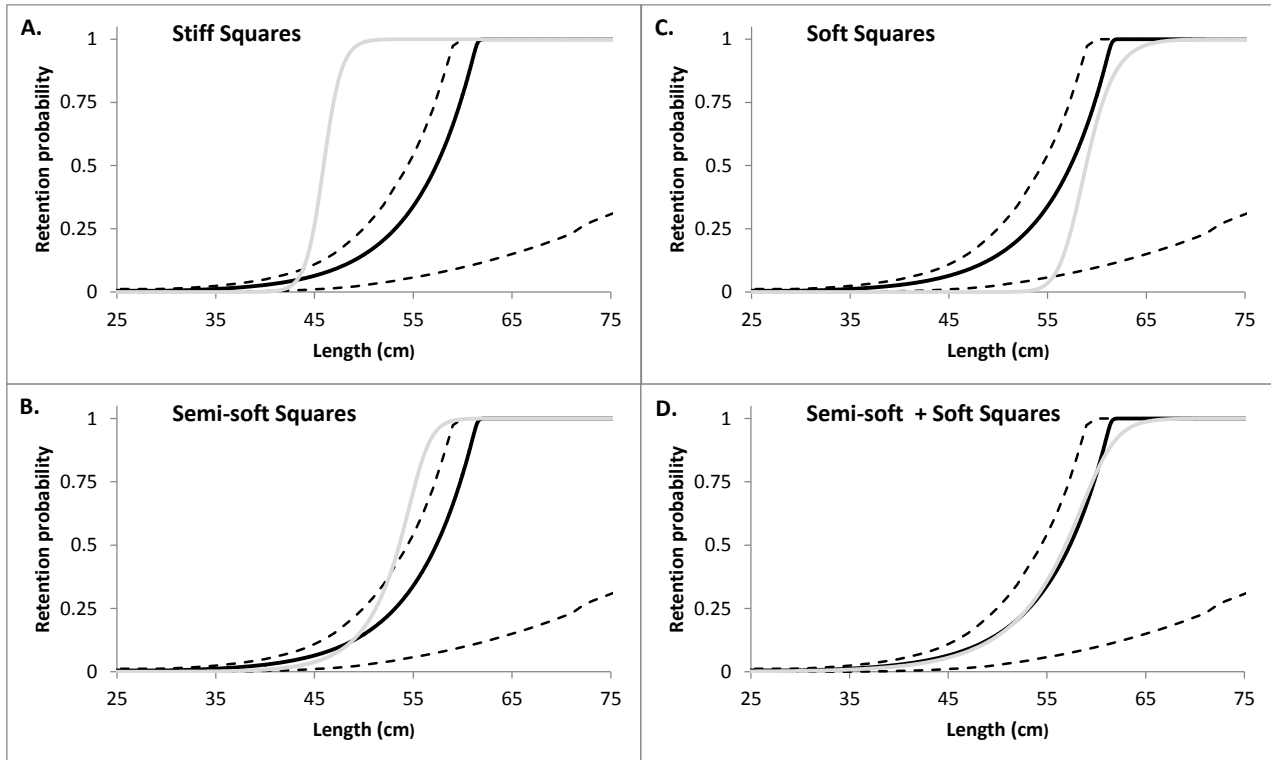 A.
Stiff Squares
Retention probability
1
0.75
0.5
0.25
0
25 35 45 55 65 75
Length (cm)
C.
Soft Squares
Retention probability
1
0.75
0.5
0.25
0
25 35 45 55 65 75
Length (cm)
B.
Semi-soft Squares
Retention probability
1
0.75
0.5
0.25
0
25 35 45 55 65 75
Length (cm)
D.
Semi-soft + Soft Squares
Retention probability
1
0.75
0.5
0.25
0
25 35 45 55 65 75
Length (cm)